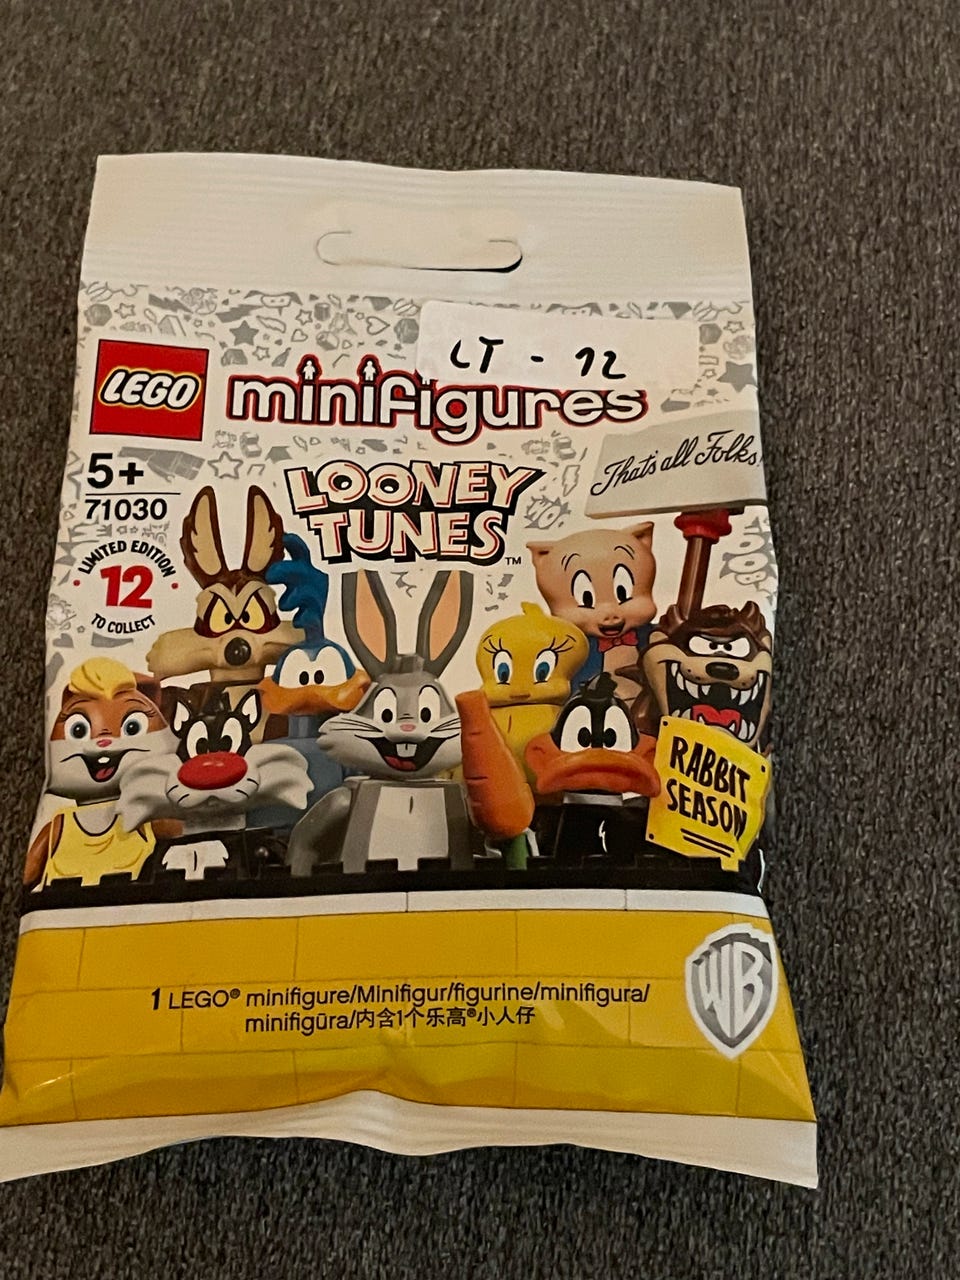 LT - 12
LEGO
minifigures
That's all Folks!
5+
71030
LOONEY
TUNES™
LIMITED EDITION
12
TO COLLECT
RABBIT
SEASON
WB
1 LEGO® minifigure/Minifigur/figurine/minifigura/
minifigūra/内含1个乐高®小人仔